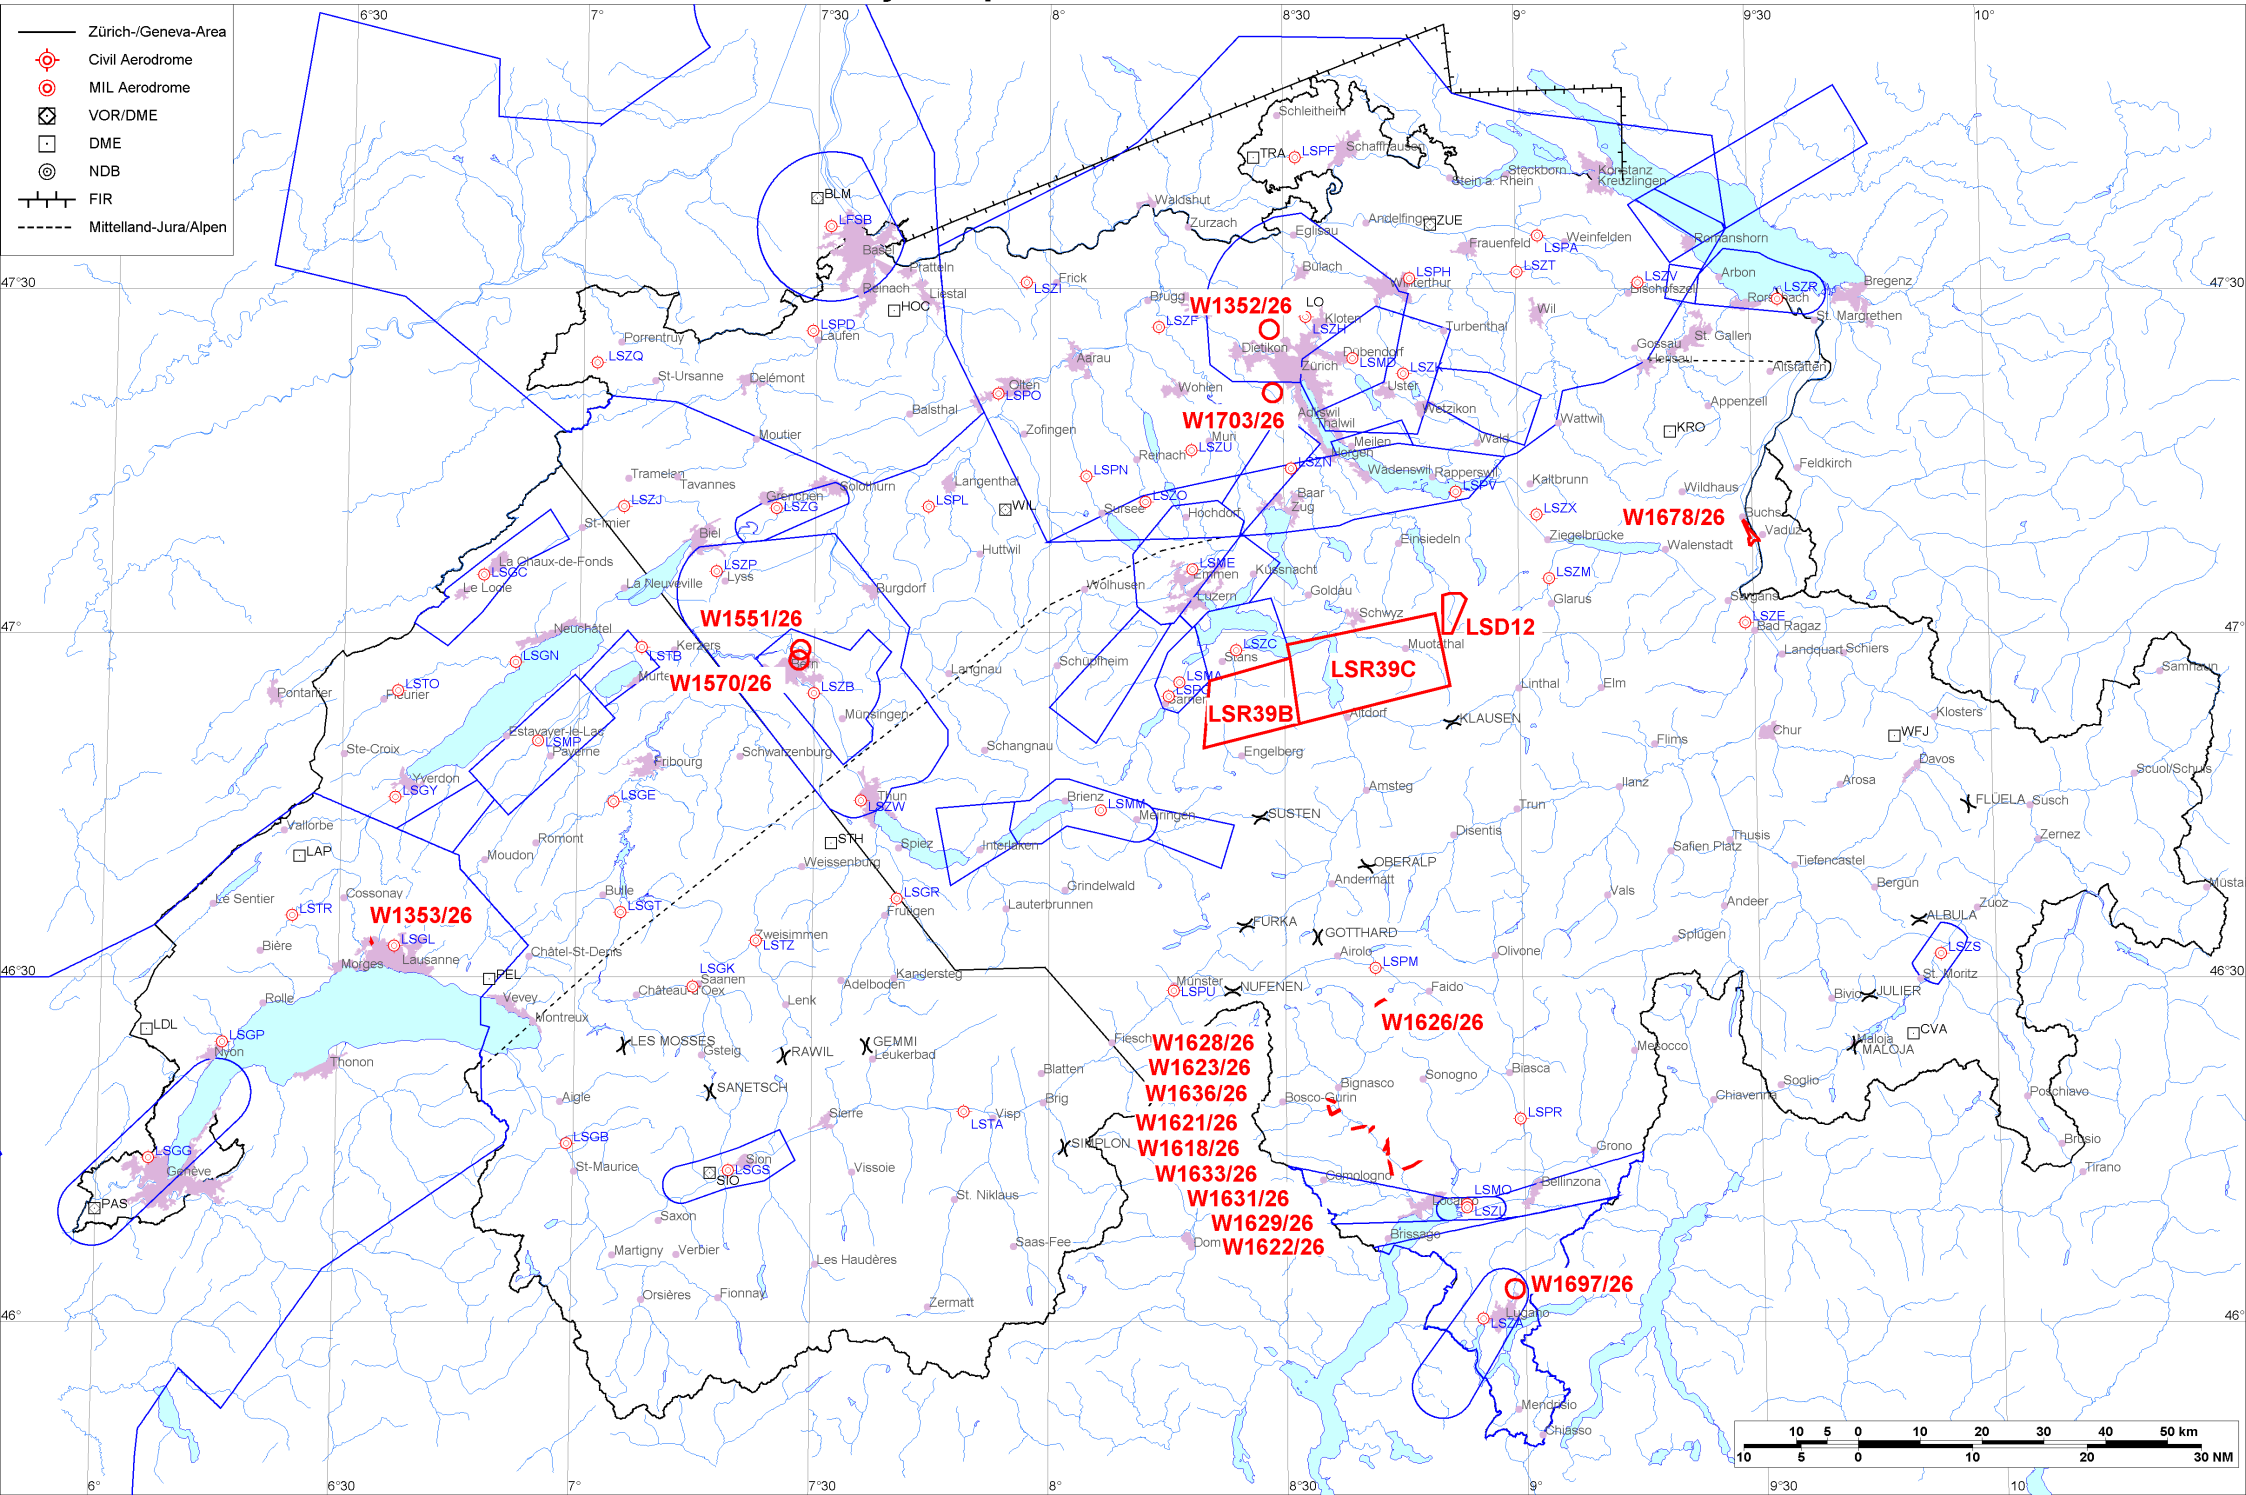 6°30
7°
7°30
8°
8°30
9°
9°30
10°
Zürich-/Geneva-Area
Civil Aerodrome
MIL Aerodrome
VOR/DME
DME
NDB
FIR
Mittelland-Jura/Alpen
Schleitheim
TRA
LSPF
Schaffhausen
BLM
Waldshut
Stein a. Rhein
Steckborn
Konstanz
Kreuzlingen
LFSB
Basel
Zurzach
Eglisau
Andelfingen
ZUE
Frauenfeld
LSPA
Weinfelden
Romanshorn
Pratteln
Reinach
Liestal
HOC
LSZI
Frick
Bülach
LSPH
Winterthur
LSZT
LSZV
Bischofszell
Arbon
LSZR
Rorschach
Bregenz
47°30
47°30
Brugg
W1352/26
LO
Kloten
LSZH
LSZF
Turbenthal
Wil
St. Margrethen
St. Gallen
Gossau
Herisau
Altstätten
Porrentruy
LSPD
Laufen
LSZQ
St-Ursanne
Delémont
Aarau
Dietikon
Zürich
Dübendorf
LSMD
LSZK
Uster
Wetzikon
Olten
LSPO
Wohlen
Balsthal
Zofingen
W1703/26
Adliswil
Thalwil
Wattwil
Appenzell
KRO
Moutier
Muri
LSZU
Reinach
Meilen
Horgen
Wald
Tramelan
Tavannes
LSPN
LSZN
Wädenswil
Rapperswil
LSPV
Kaltbrunn
Feldkirch
Wildhaus
Grenchen
Solothurn
LSZG
LSZJ
Langenthal
LSPL
WIL
LSZO
Sursee
Hochdorf
Baar
Zug
LSZX
W1678/26
Buchs
Vaduz
St-Imier
Biel
Huttwil
Einsiedeln
Ziegelbrücke
Walenstadt
La Chaux-de-Fonds
LSGC
Le Locle
LSZP
Lyss
La Neuveville
Burgdorf
Wolhusen
LSME
Emmen
Küssnacht
Luzern
Goldau
Schwyz
LSZM
Glarus
Sargans
LSZE
Bad Ragaz
47°
47°
W1551/26
Neuchâtel
Kerzers
LSTB
LSGN
Bern
W1570/26
LSZB
Langnau
Schüpfheim
LSZC
Stans
LSD12
Muotathal
LSR39C
Landquart
Schiers
Samnaun
Pontarlier
LSTO
Fleurier
Münsingen
LSMA
LSPG
LSR39B
Altdorf
KLAUSEN
Linthal
Elm
Klosters
WFJ
Davos
Estavayer-le-Lac
LSMP
Payerne
Ste-Croix
Schwarzenburg
Schangnau
Engelberg
Flims
Chur
Yverdon
LSGY
Fribourg
LSGE
Thun
LSZW
Brienz
LSMM
Meiringen
SUSTEN
Amsteg
Trun
Ilanz
Arosa
FLUELA
Susch
Scuol/Schuls
Vallorbe
LAP
Romont
Moudon
STH
Weissenburg
Spiez
Interlaken
Disentis
Safien Platz
Thusis
Tiefencastel
Zernez
OBERALP
Andermatt
Le Sentier
Cossonay
LSTR
Bulle
LSGT
LSGR
Frutigen
Grindelwald
Lauterbrunnen
Vals
Andeer
Bergün
Zuoz
Müsta
W1353/26
LSGL
Lausanne
Bière
Morges
Châtel-St-Denis
Zweisimmen
LSTZ
FURKA
GOTTHARD
Airolo
LSPM
Olivone
Splügen
ALBULA
LSZS
St. Moritz
46°30
46°30
PEL
Vevey
Montreux
Rolle
LSGK
Saanen
Château-d'Oex
Adelboden
Kandersteg
Lenk
Münster
LSPU
NUFENEN
Faido
W1626/26
Bivio
JULIER
CVA
Maloja
MALOJA
LDL
LSGP
Nyon
Thonon
LES MOSSES
Gsteig
RAWIL
GEMMI
Leukerbad
Fiesch
W1628/26
W1623/26
W1636/26
W1621/26
W1618/26
W1633/26
W1631/26
W1629/26
W1622/26
Mesocco
Blatten
Brig
SANETSCH
Aigle
Bignasco
Bosco-Gurin
Sonogno
Biasca
LSPR
Chiavenna
Soglio
Poschiavo
Sierre
LSTA
Visp
SIMPLON
LSGB
St-Maurice
Sion
LSGS
SIO
Vissoie
St. Niklaus
Comologno
Grono
Brusio
Tirano
LSGG
Genève
PAS
Bellinzona
LSMO
LSZL
Brissago
Saxon
Martigny
Verbier
Les Haudères
Saas-Fee
Dom
Orsières
Fionnay
Zermatt
W1697/26
Lugano
LSZA
46°
46°
Mendrisio
Chiasso
10 5 0 10 20 30 40 50 km
10 5 0 10 20 30 NM
6°
6°30
7°
7°30
8°
8°30
9°
9°30
10